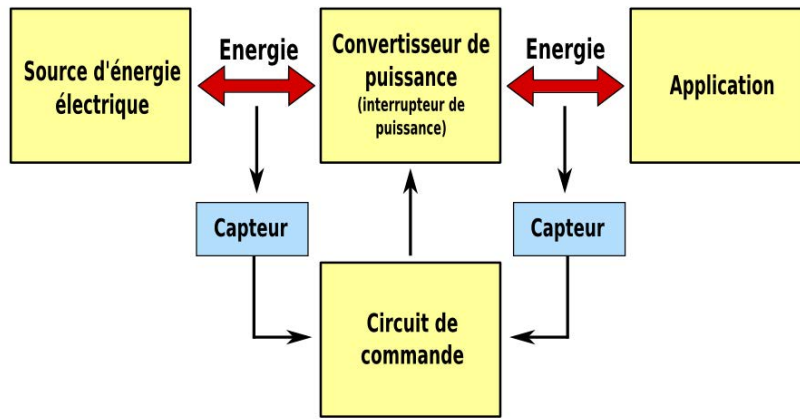 Source d'énergie
électrique
Energie
Convertisseur de
puissance
(interrupteur de
puissance)
Energie
Application
Capteur
Capteur
Circuit de
commande